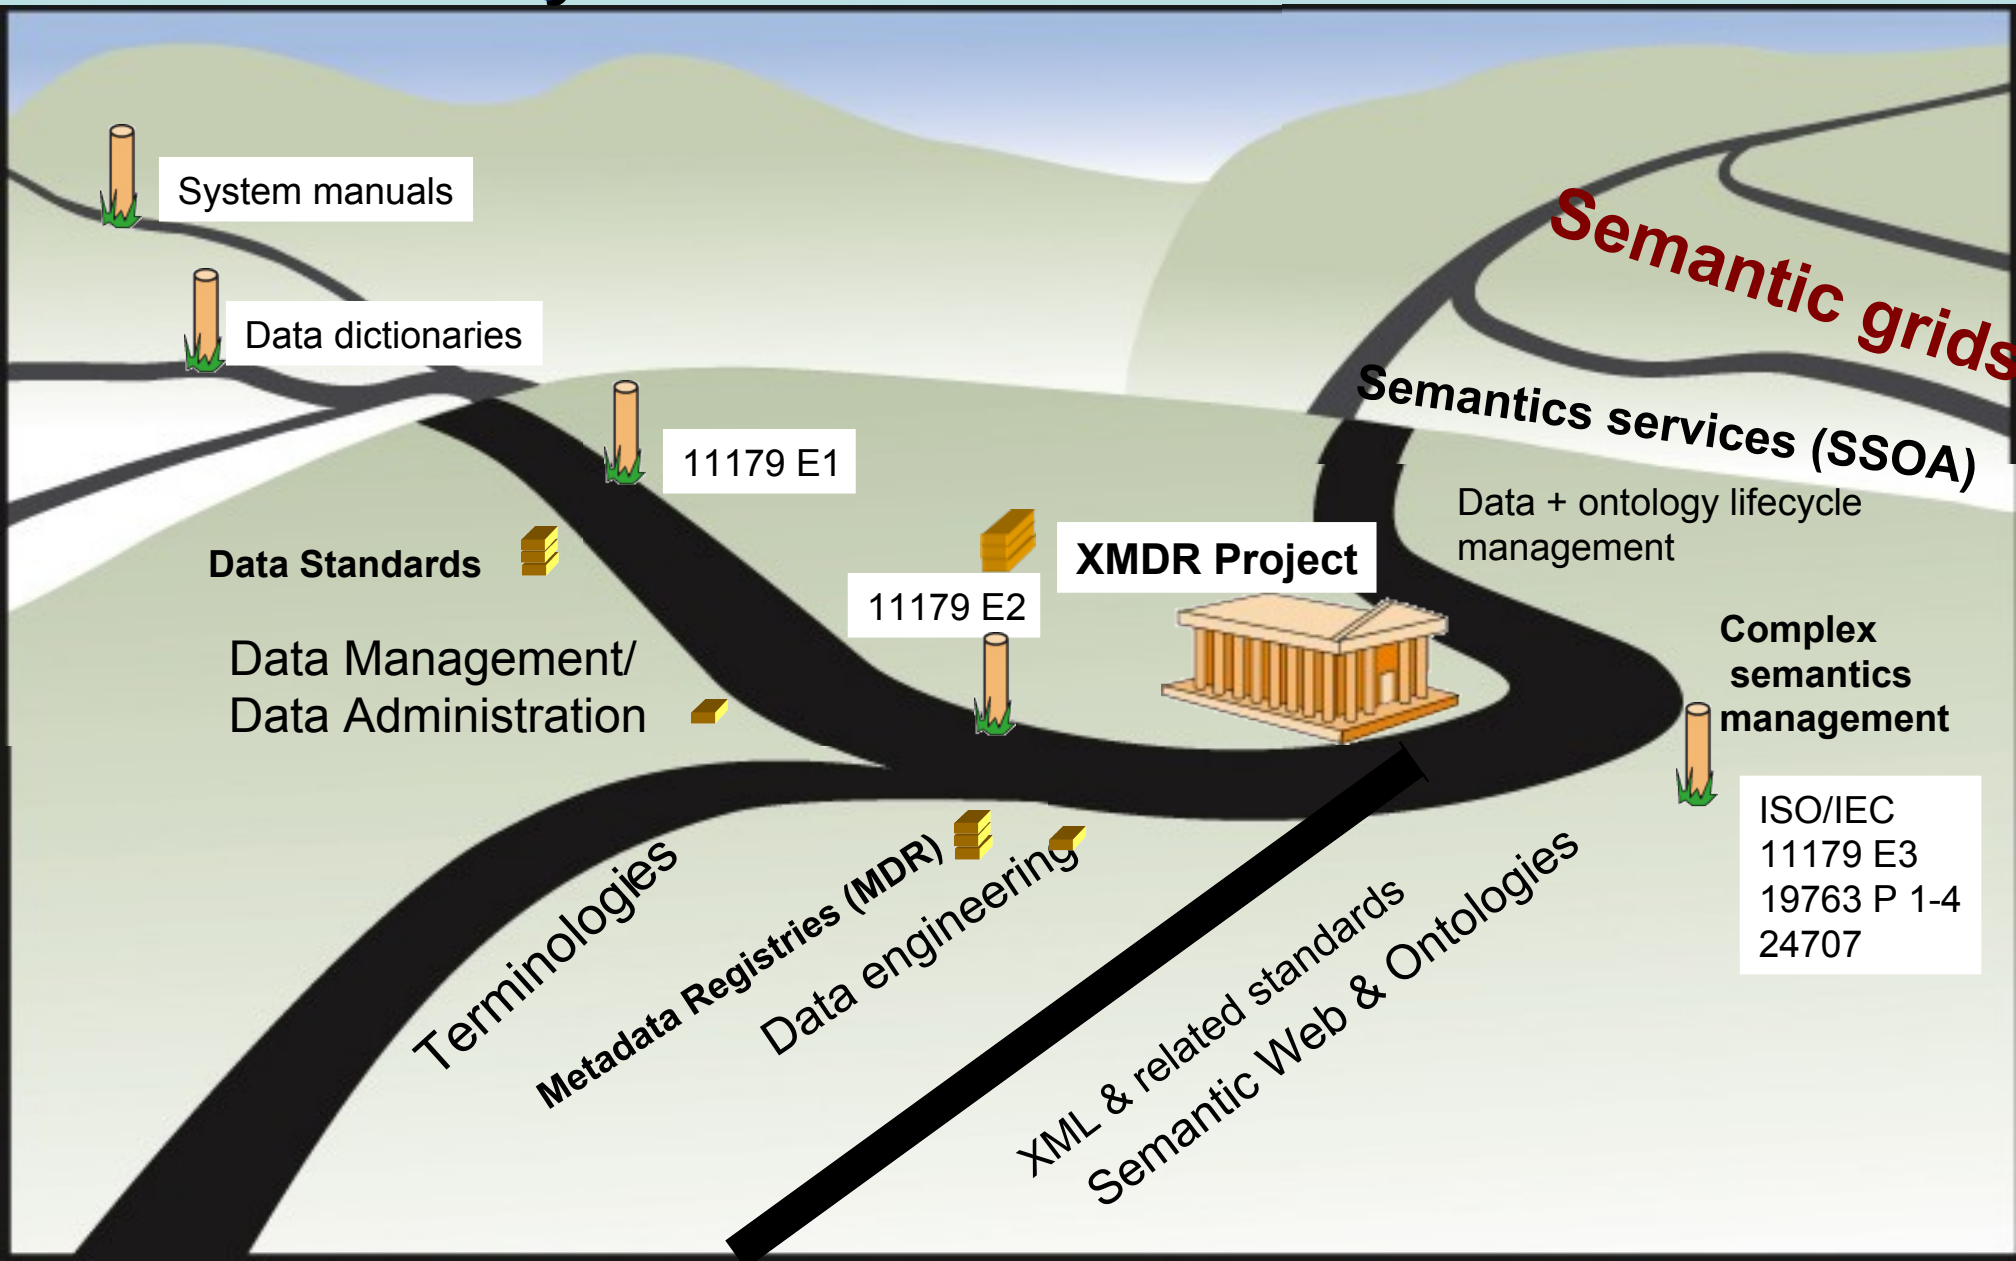 System manuals
Data dictionaries
Semantic grids
Semantics services (SSOA)
11179 E1
Data + ontology lifecycle
management
Data Standards
XMDR Project
11179 E2
Data Management/
Data Administration
Complex
semantics
management
ISO/IEC
11179 E3
19763 P 1-4
24707
Terminologies
Metadata Registries (MDR)
Data engineering
XML & related standards
Semantic Web & Ontologies